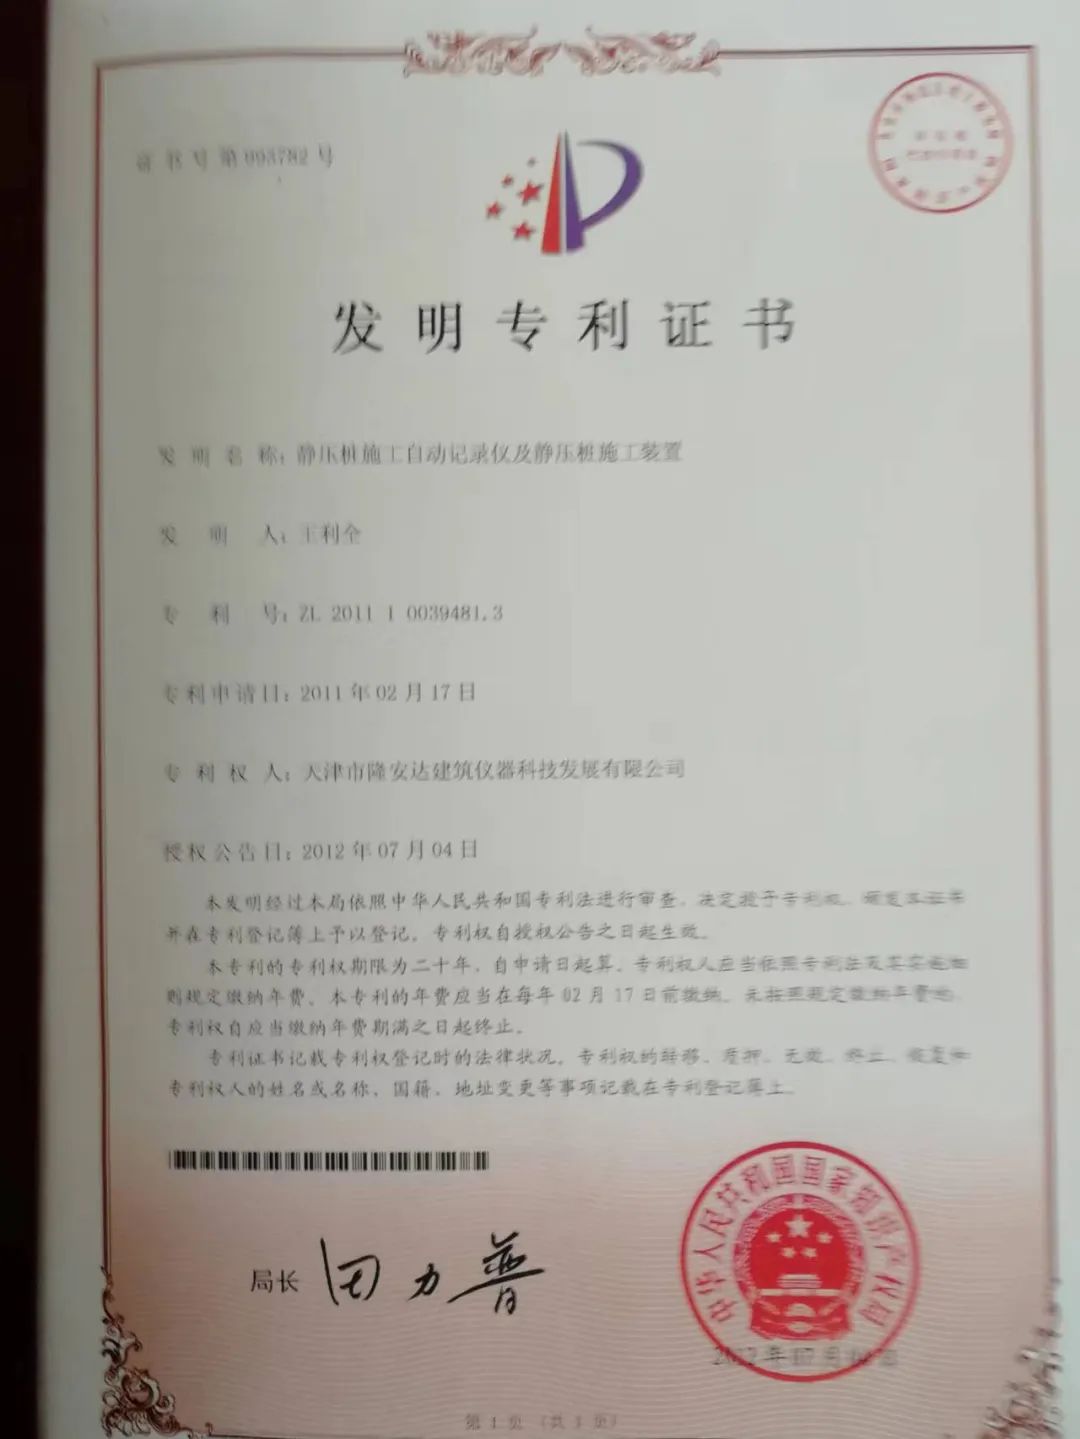 证书号第993782号
发明专利证书
发明名称:静压桩施工自动记录仪及静压桩施工装置
发明人:王利全
专利号:ZL 2011 1 0039481.3
专利申请日:2011年02月17日
专利权人:天津市隆安达建筑仪器科技发展有限公司
授权公告日:2012年07月04日
本发明经过本局依照中华人民共和国专利法进行审查,决定授予专利权,颁发本证书
并在专利登记簿上予以登记。专利权自授权公告之日起生效。
本专利的专利权期限为二十年,自申请日起算。专利权人应当依照专利法及其实施细
则规定缴纳年费。本专利的年费应当在每年02月17日前缴纳。未按照规定缴纳年费的,
专利权自应当缴纳年费期满之日起终止。
专利证书记载专利权登记时的法律状况。专利权的转移、质押、无效、终止、恢复和
专利权人的姓名或名称、国籍、地址变更等事项记载在专利登记簿上。
局长 田力普
中华人民共和国国家知识产权局
2012年07月04日
第1页(共1页)